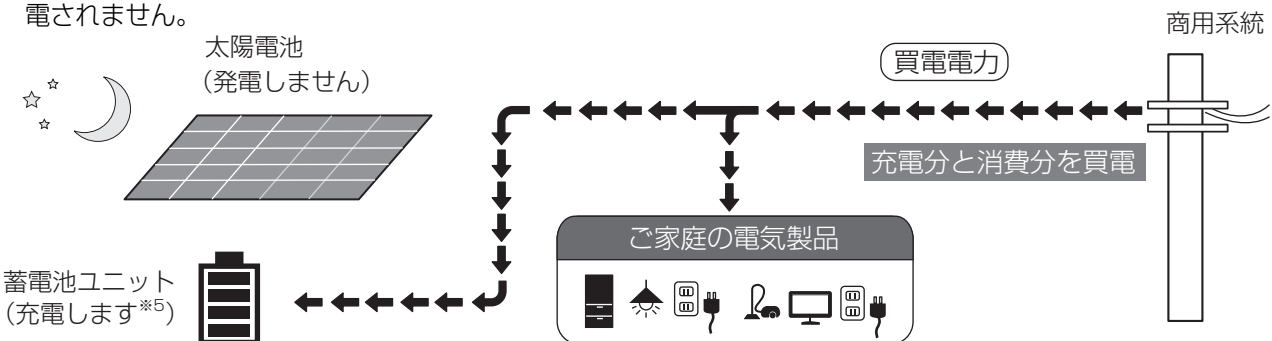 電されません。
商用系統
太陽電池
（発電しません）
買電電力
充電分と消費分を買電
ご家庭の電気製品
蓄電池ユニット
（充電します※5）